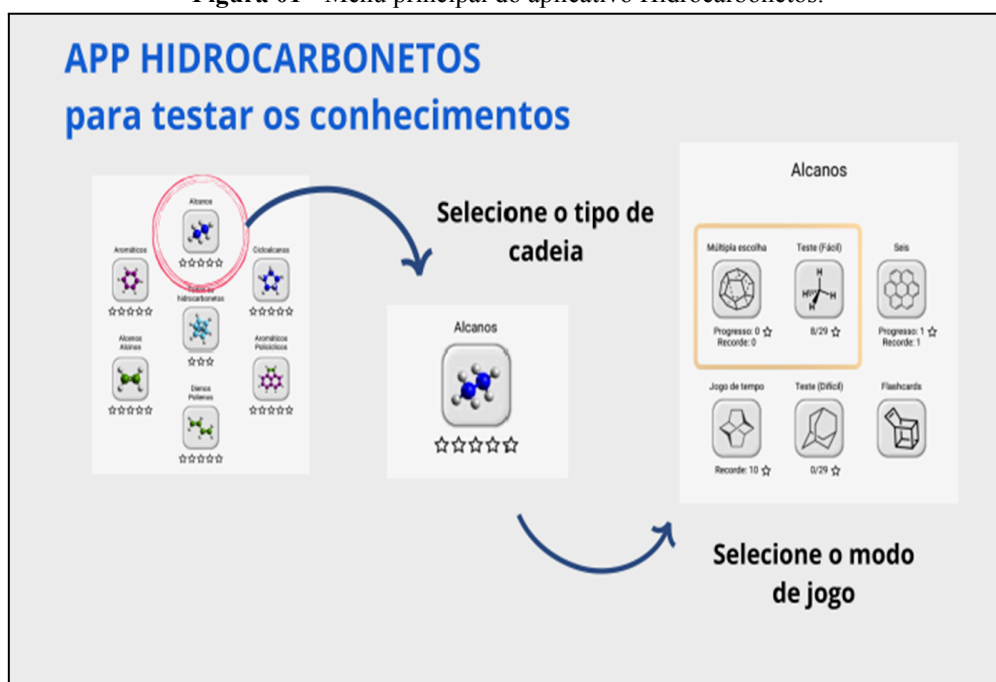 Figura 01 - Menu principal do aplicativo Hidrocarbonetos.
APP HIDROCARBONETOS
para testar os conhecimentos
Alcanos
Aromáticos
Cicloalcanos
hidrocarbonetos
Alcenos
Alcinos
Aromáticos
Policíclicos
Dienos
Polienos
Selecione o tipo de
cadeia
Alcanos
Alcanos
Múltipla escolha
Teste (Fácil)
Seis
Progresso: 0
Recorde: 0
8/29
Progresso: 1
Recorde: 1
Jogo de tempo
Teste (Difícil)
Flashcards
Recorde: 10
0/29
Selecione o modo
de jogo